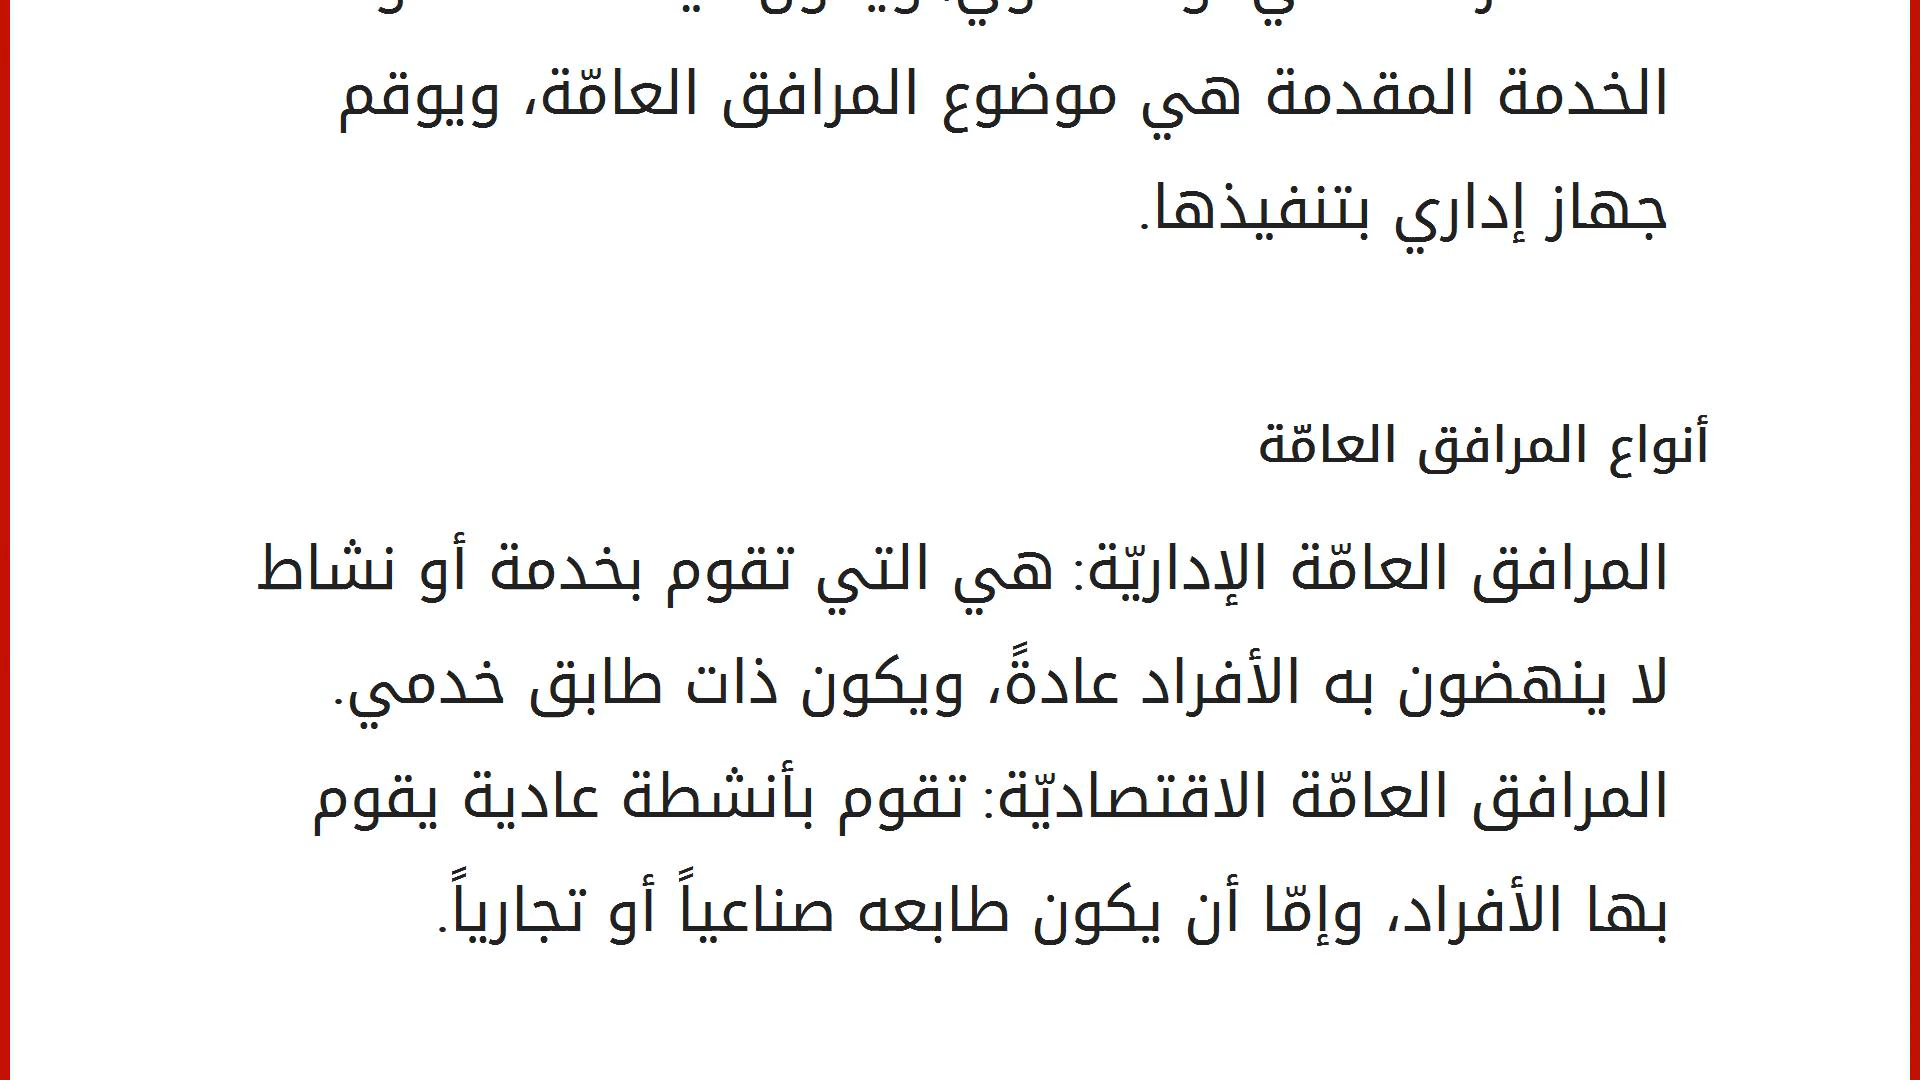 الخدمة المقدمة هي موضوع المرافق العامّة، ويوقم
جهاز إداري بتنفيذها.
أنواع المرافق العامّة
المرافق العامّة الإداريّة: هي التي تقوم بخدمة أو نشاط
لا ينهضون به الأفراد عادةً، ويكون ذات طابق خدمي.
المرافق العامّة الاقتصاديّة: تقوم بأنشطة عادية يقوم
بها الأفراد، وإمّا أن يكون طابعه صناعياً أو تجارياً.